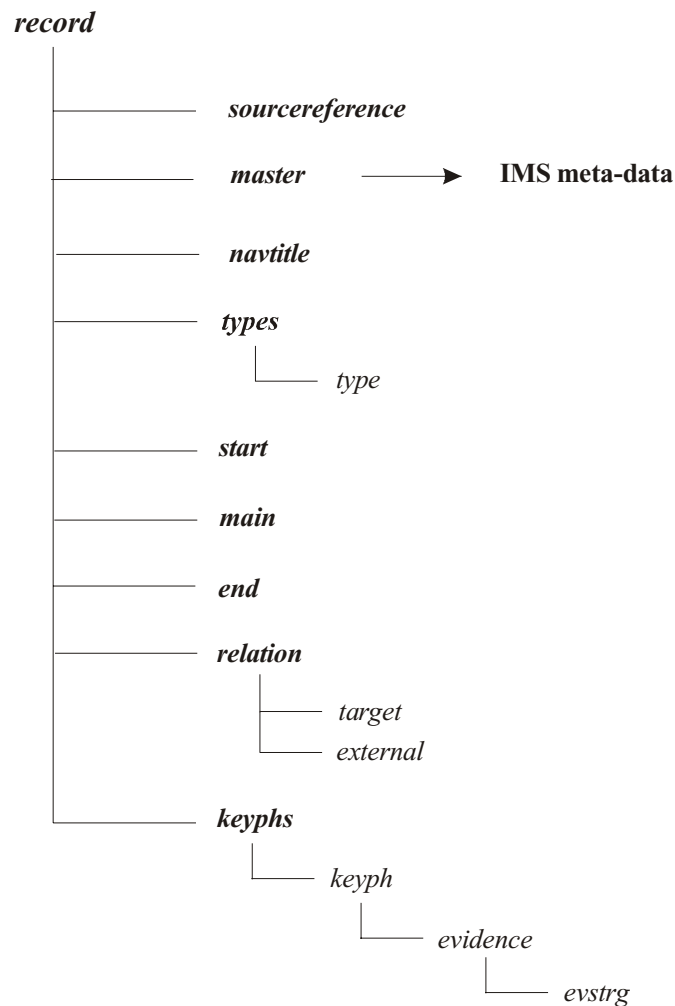 record
sourcereference
master IMS meta-data
navtitle
types
type
start
main
end
relation
target
external
keyphs
keyph
evidence
evstrg